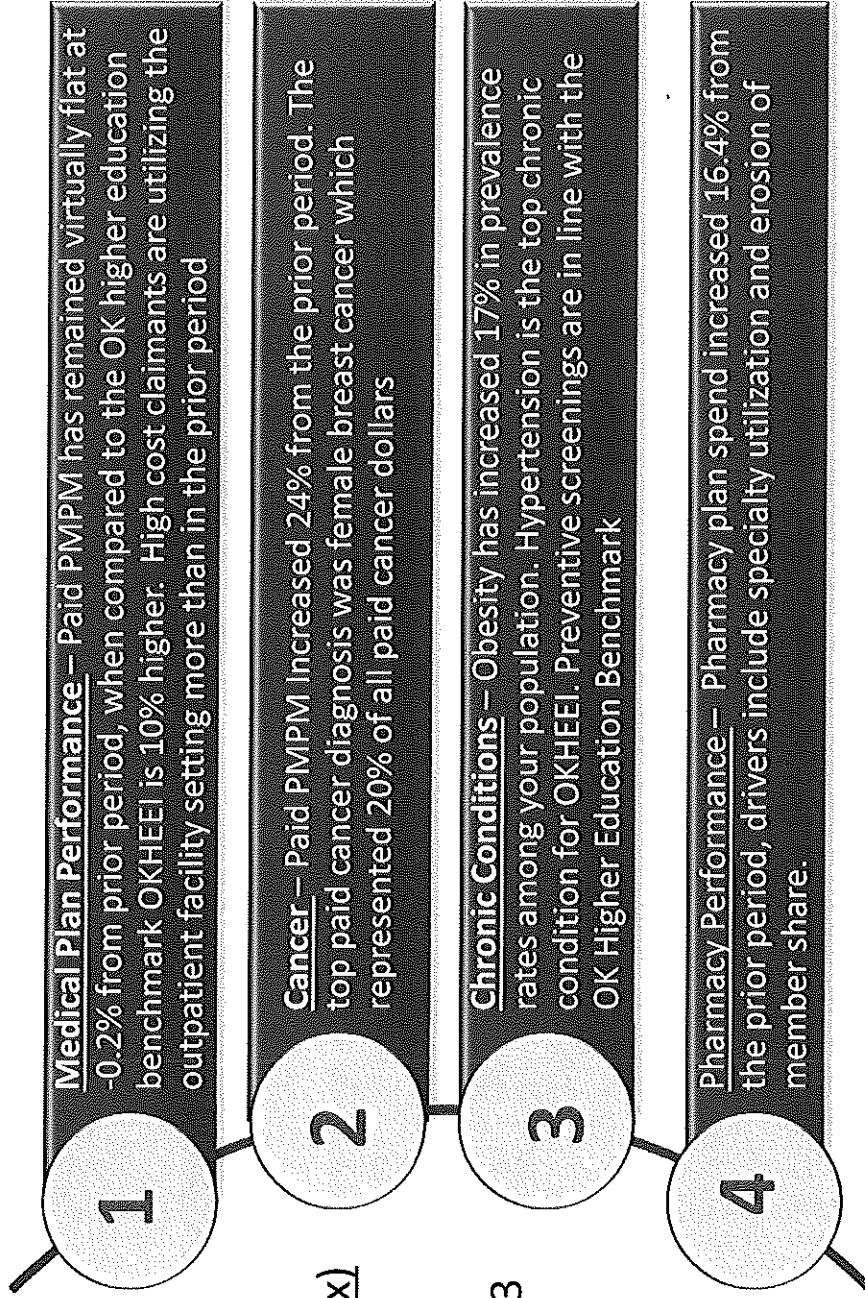 1
Medical Plan Performance – Paid PMPM has remained virtually flat at
-0.2% from prior period, when compared to the OK higher education
benchmark OKHEEI is 10% higher. High cost claimants are utilizing the
outpatient facility setting more than in the prior period
2
Cancer – Paid PMPM Increased 24% from the prior period. The
top paid cancer diagnosis was female breast cancer which
represented 20% of all paid cancer dollars
3
Chronic Conditions – Obesity has increased 17% in prevalence
rates among your population. Hypertension is the top chronic
condition for OKHEEI. Preventive screenings are in line with the
OK Higher Education Benchmark
4
Pharmacy Performance – Pharmacy plan spend increased 16.4% from
the prior period, drivers include specialty utilization and erosion of
member share.
x)
3